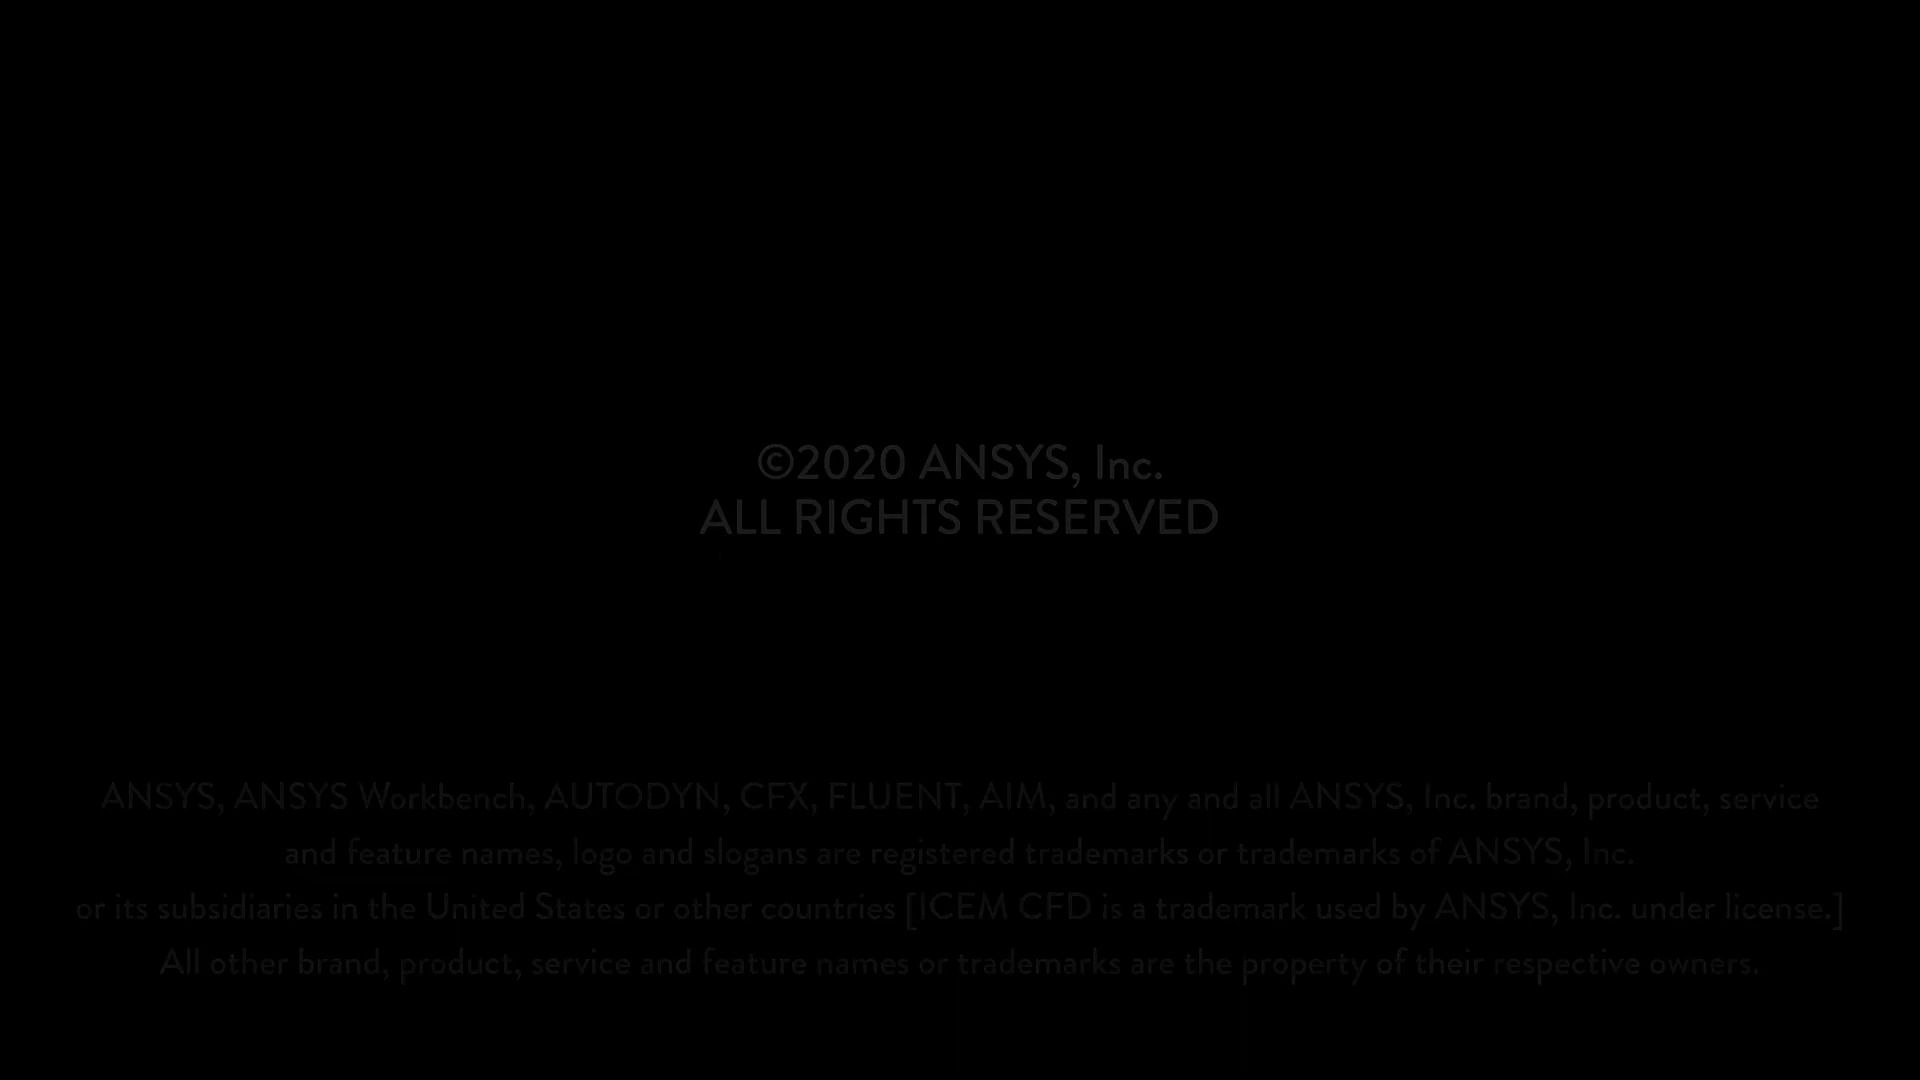 ©2020 ANSYS, Inc.
ALL RIGHTS RESERVED
ANSYS, ANSYS Workbench, AUTODYN, CFX, FLUENT, AIM, and any and all ANSYS, Inc. brand, product, service
and feature names, logo and slogans are registered trademarks or trademarks of ANSYS, Inc.
or its subsidiaries in the United States or other countries [ICEM CFD is a trademark used by ANSYS, Inc. under license.]
All other brand, product, service and feature names or trademarks are the property of their respective owners.